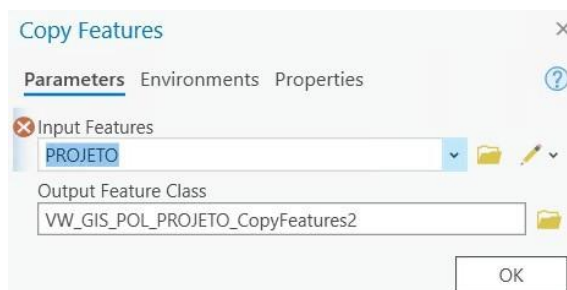 Copy Features
Parameters Environments Properties
Input Features
PROJETO
Output Feature Class
VW_GIS_POL_PROJETO_CopyFeatures2
OK